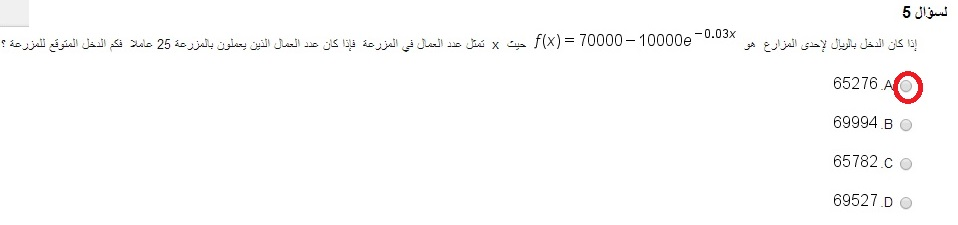 لسؤال 5
إذا كان الدخل بالريال لإحدى المزارع هو f(x) = 70000 − 10000e^−0.03x حيث x تمثل عدد العمال في المزرعة فإذا كان عدد العمال الذين يعملون بالمزرعة 25 عاملا فكم الدخل المتوقع للمزرعة ؟
65276 .A
69994 .B
65782 .C
69527 .D